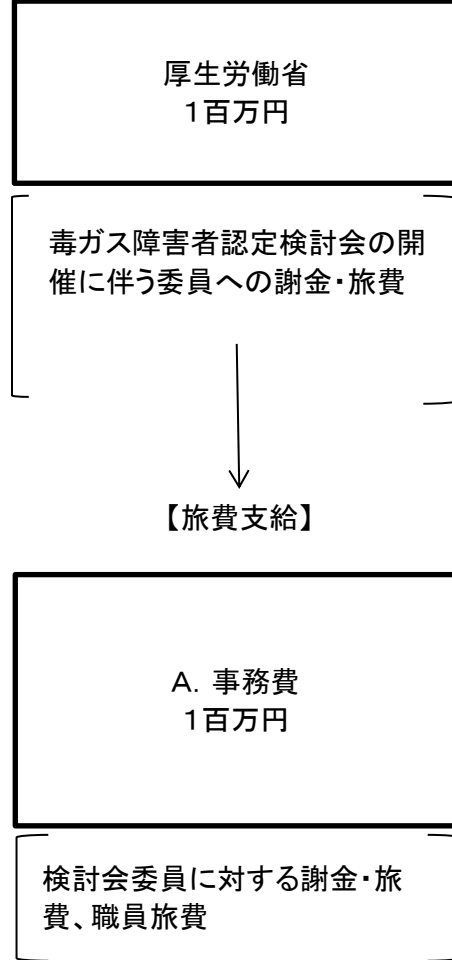 厚生労働省
１百万円
毒ガス障害者認定検討会の開
催に伴う委員への謝金・旅費
【旅費支給】
Ａ．事務費
１百万円
検討会委員に対する謝金・旅
費、職員旅費